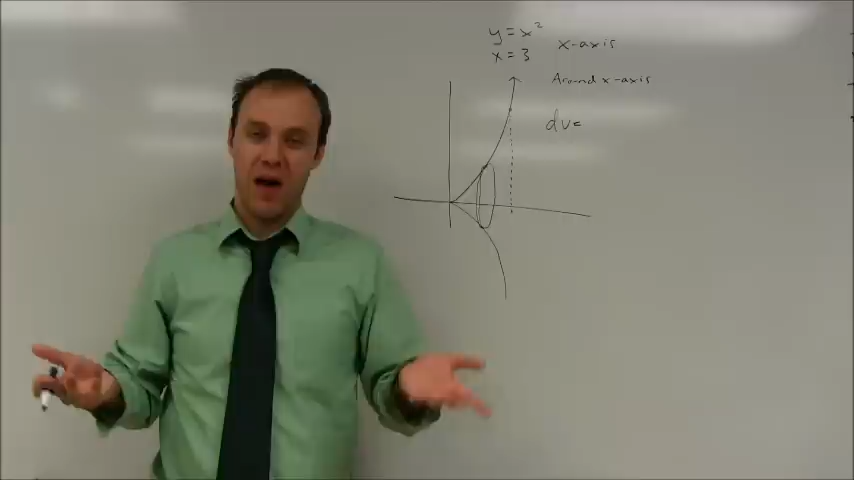 y = x²
x = 3 x-axis
Around x-axis
dv=